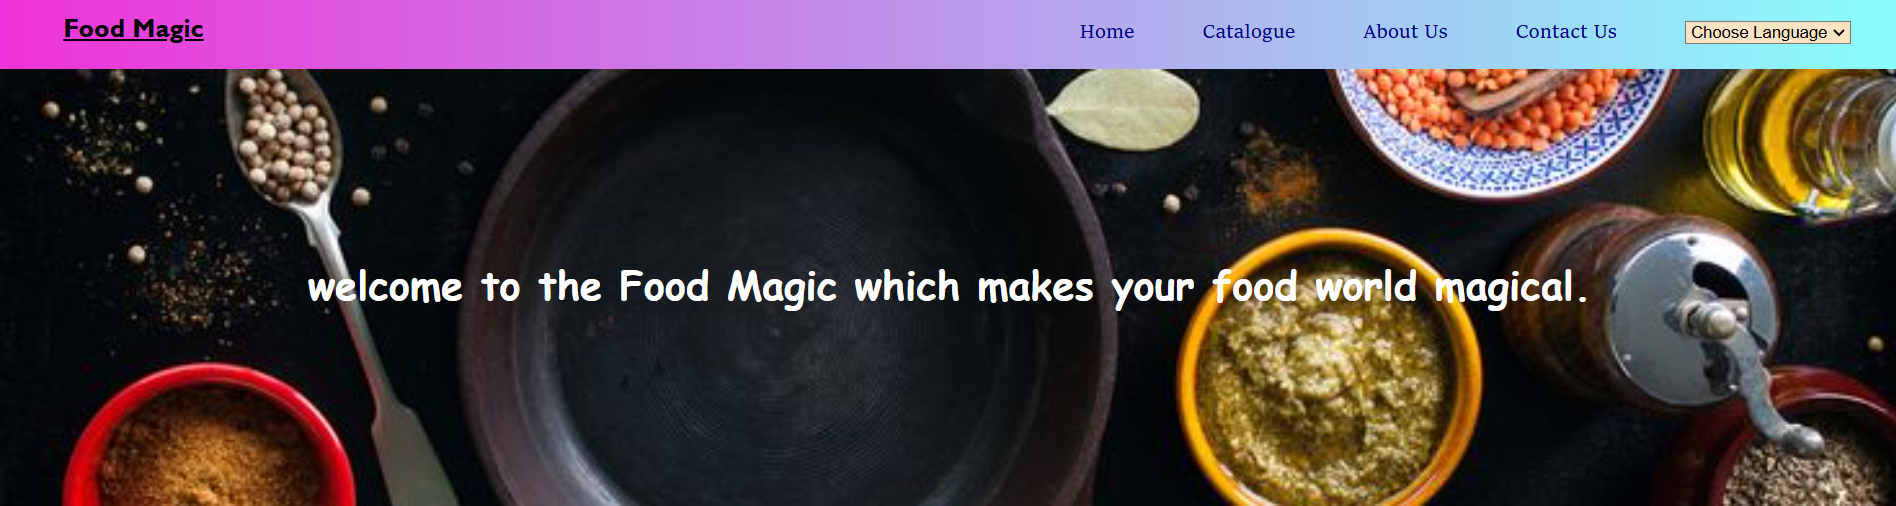 Food Magic
Home Catalogue About Us Contact Us Choose Language
welcome to the Food Magic which makes your food world magical.